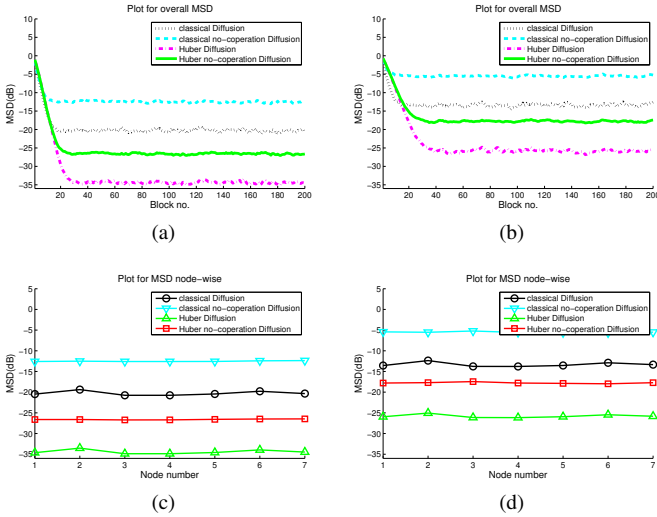 Plot for overall MSD
classical Diffusion
classical no−coperation Diffusion
Huber Diffusion
Huber no−coperation Diffusion
10
5
0
−5
−10
−15
−20
−25
−30
−35
MSD(dB)
20 40 60 80 100 120 140 160 180 200
Block no.
(a)
Plot for overall MSD
classical Diffusion
classical no−coperation Diffusion
Huber Diffusion
Huber no−coperation Diffusion
5
0
−5
−10
−15
−20
−25
−30
−35
MSD(dB)
20 40 60 80 100 120 140 160 180 200
Block no.
(b)
Plot for MSD node−wise
classical Diffusion
classical no−coperation Diffusion
Huber Diffusion
Huber no−coperation Diffusion
5
0
−5
−10
−15
−20
−25
−30
−35
MSD(dB)
1 2 3 4 5 6 7
Node number
(c)
Plot for MSD node−wise
classical Diffusion
classical no−coperation Diffusion
Huber Diffusion
Huber no−coperation Diffusion
5
0
−5
−10
−15
−20
−25
−30
−35
MSD(dB)
1 2 3 4 5 6 7
Node number
(d)